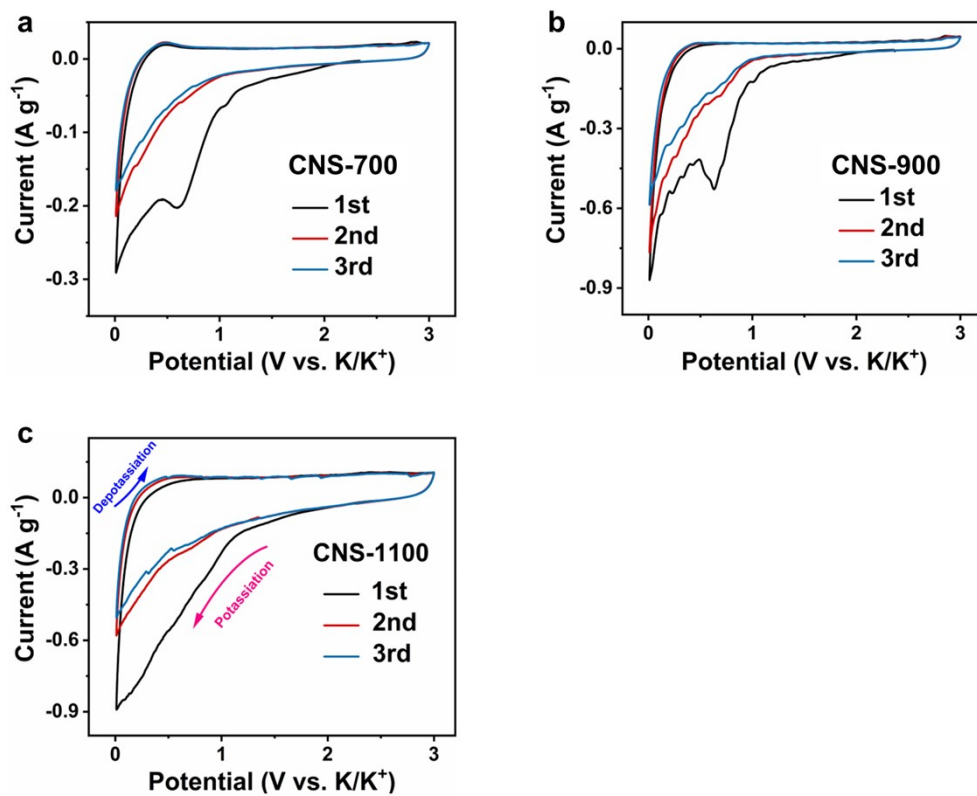 a
0.0
-0.1
-0.2
-0.3
Current (A g⁻¹)
CNS-700
1st
2nd
3rd
0 1 2 3
Potential (V vs. K/K⁺)
b
0.0
-0.3
-0.6
-0.9
Current (A g⁻¹)
CNS-900
1st
2nd
3rd
0 1 2 3
Potential (V vs. K/K⁺)
c
0.0
-0.3
-0.6
-0.9
Current (A g⁻¹)
Depotassiation
CNS-1100
1st
2nd
3rd
Potassiation
0 1 2 3
Potential (V vs. K/K⁺)